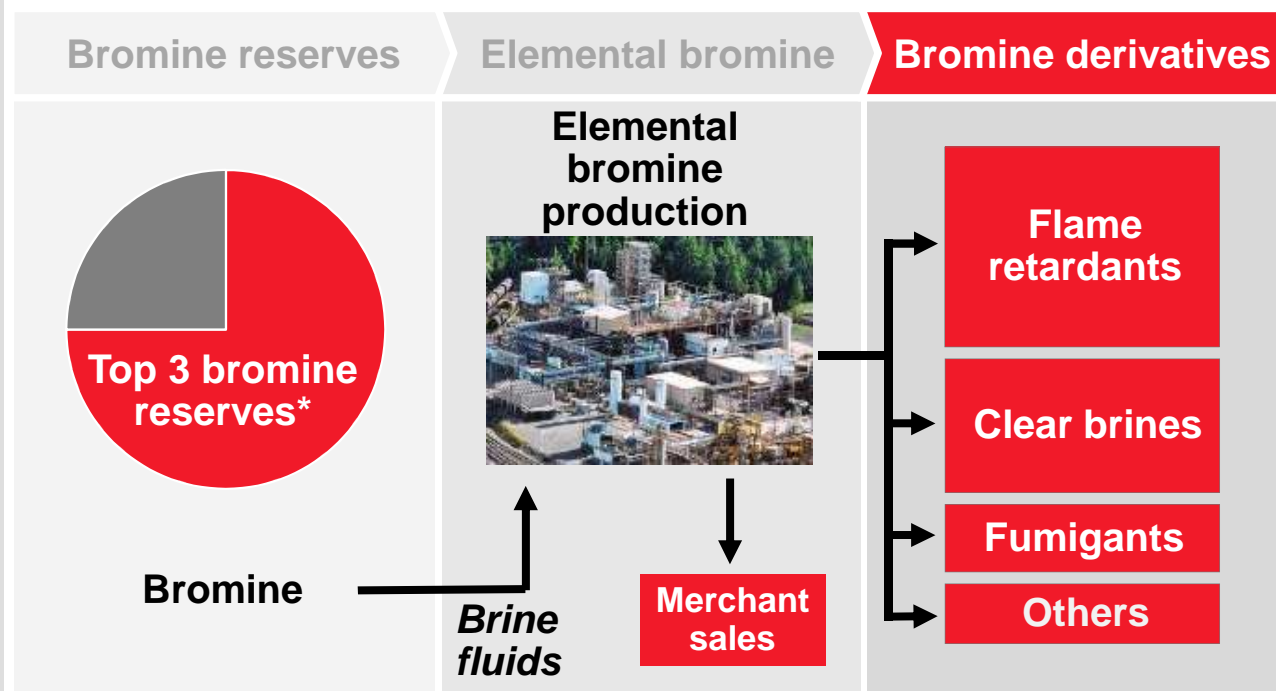 Bromine reserves
Elemental bromine
Bromine derivatives
Top 3 bromine
reserves*
Bromine
Elemental
bromine
production
Brine
fluids
Merchant
sales
Flame
retardants
Clear brines
Fumigants
Others